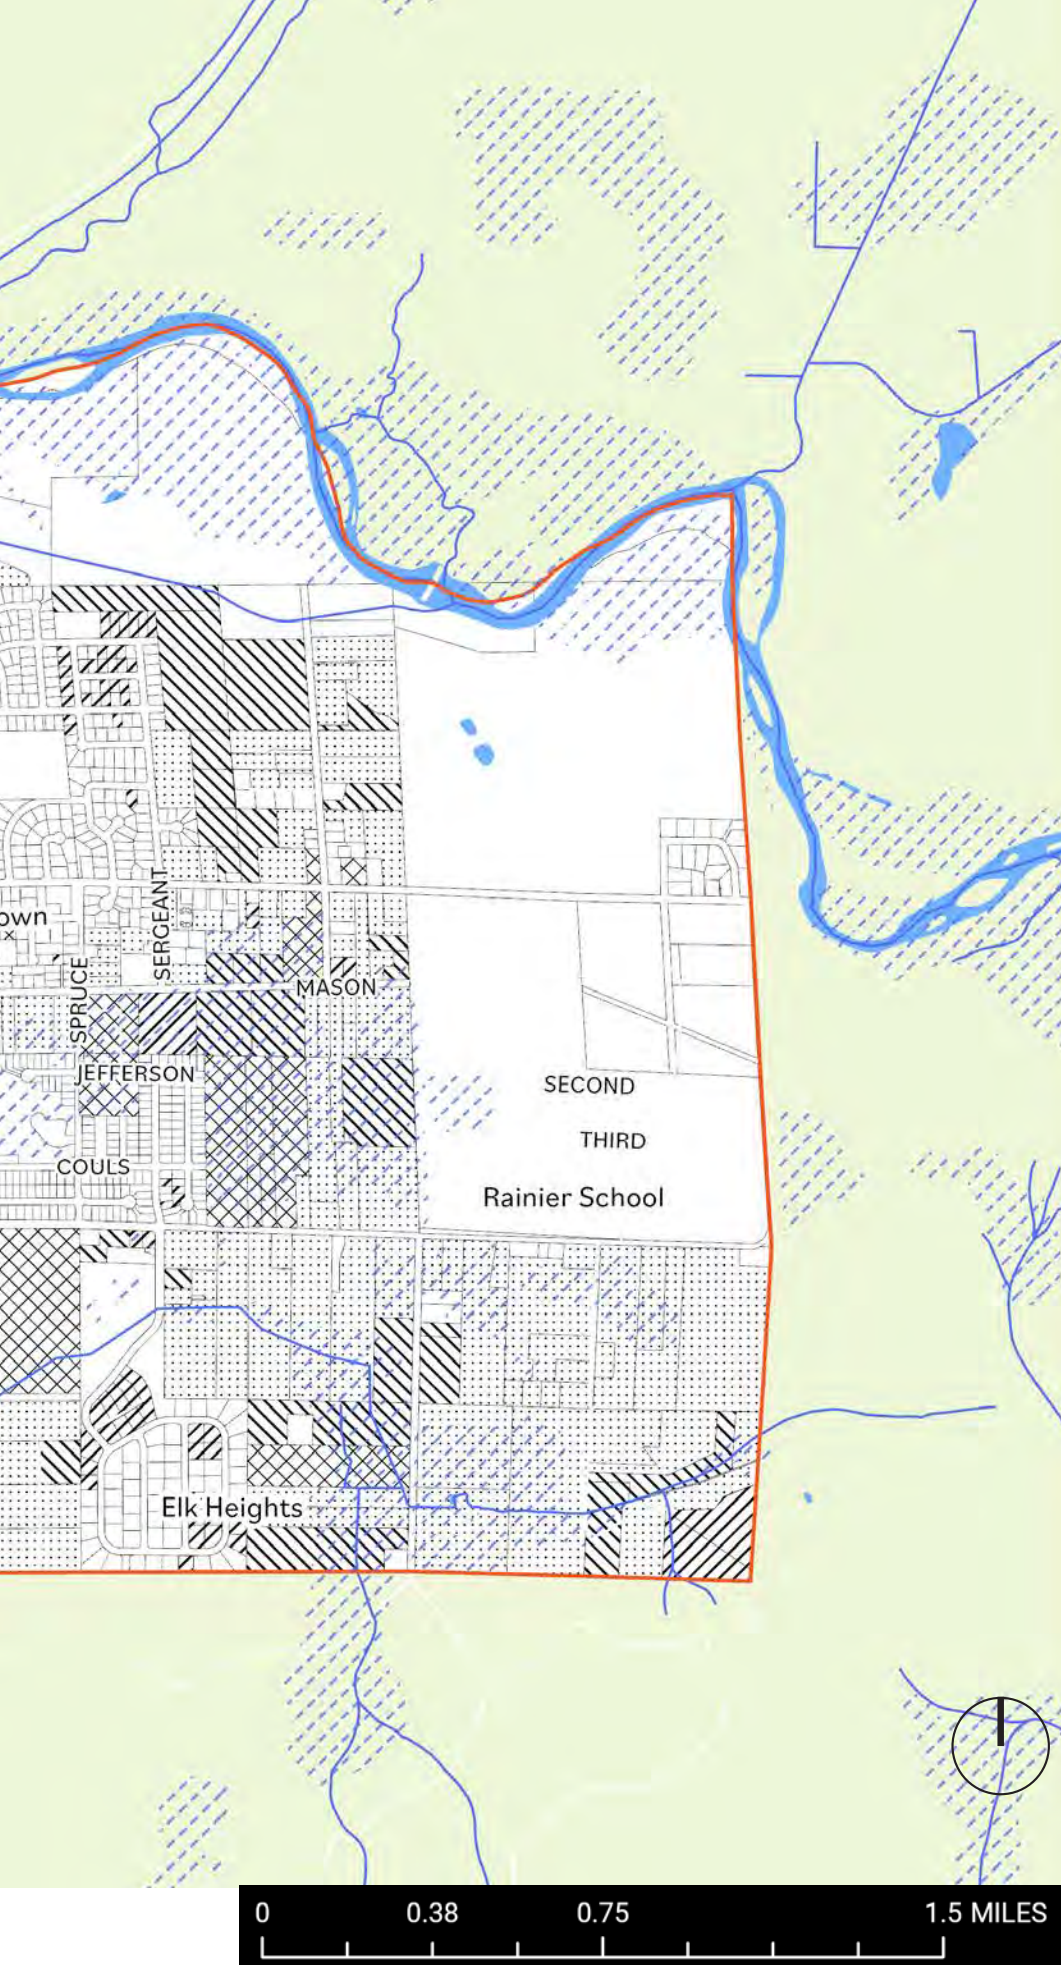 own
SERGEANT
SPRUCE
MASON
JEFFERSON
SECOND
THIRD
COULS
Rainier School
Elk Heights
0 0.38 0.75 1.5 MILES